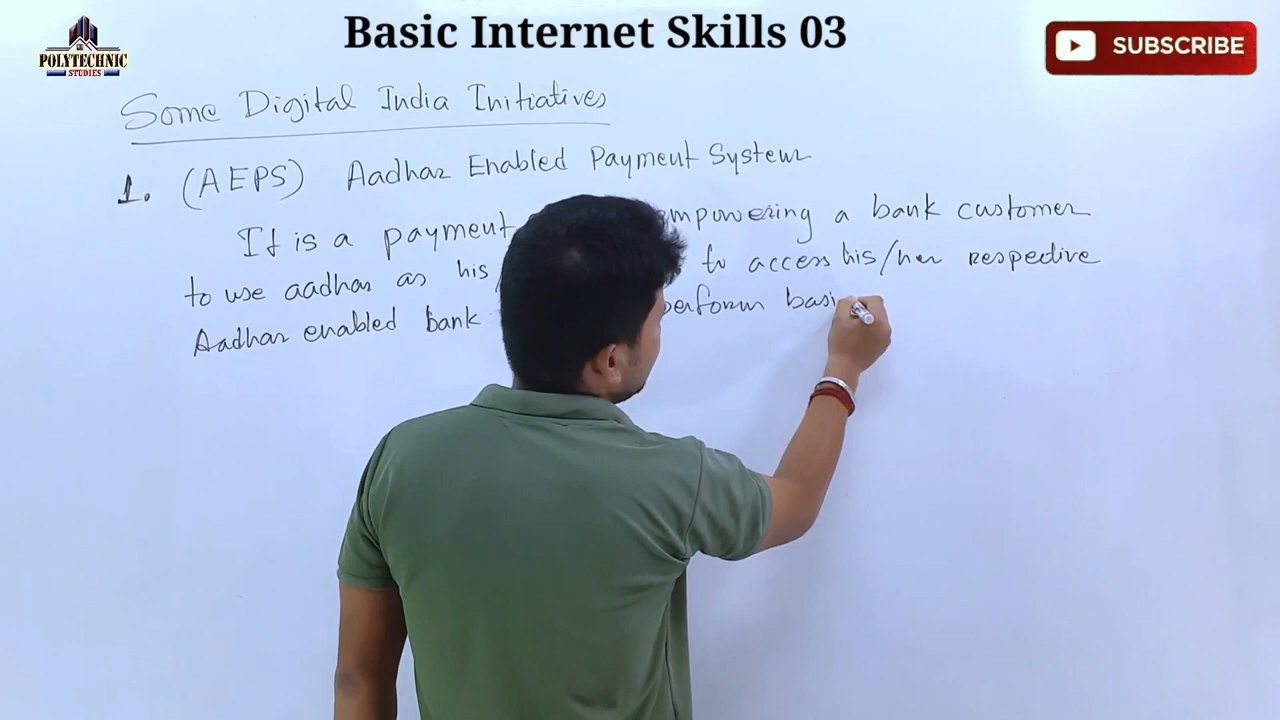 Basic Internet Skills 03
POLYTECHNIC
STUDIES
SUBSCRIBE
Some Digital India Initiatives
1. (AEPS) Aadhar Enabled Payment System
It is a payment mpowering a bank customer
to use aadhar as his/ to access his/her respective
Aadhar enabled bank perform basi